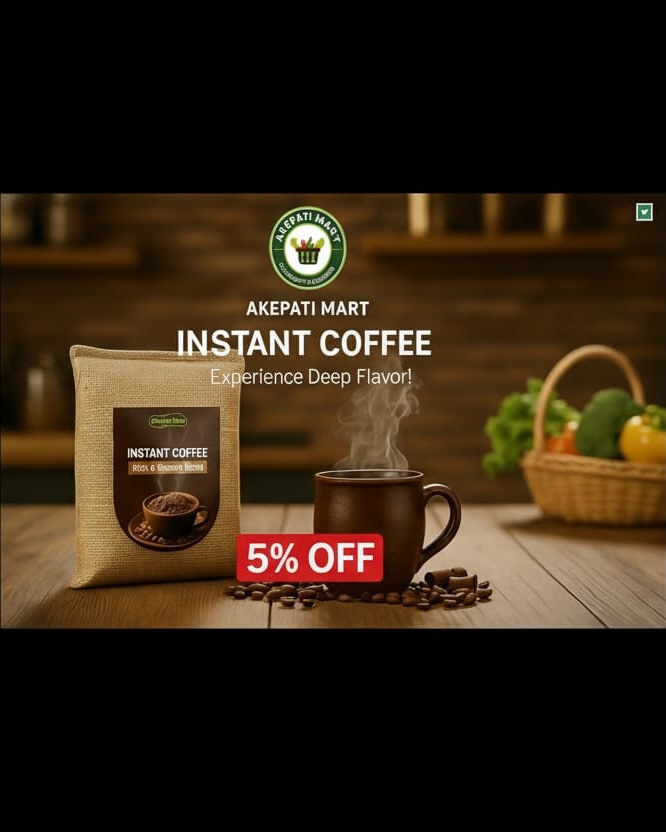 AKEPATI MART
AKEPATI MART
INSTANT COFFEE
Experience Deep Flavor!
INSTANT COFFEE
5% OFF